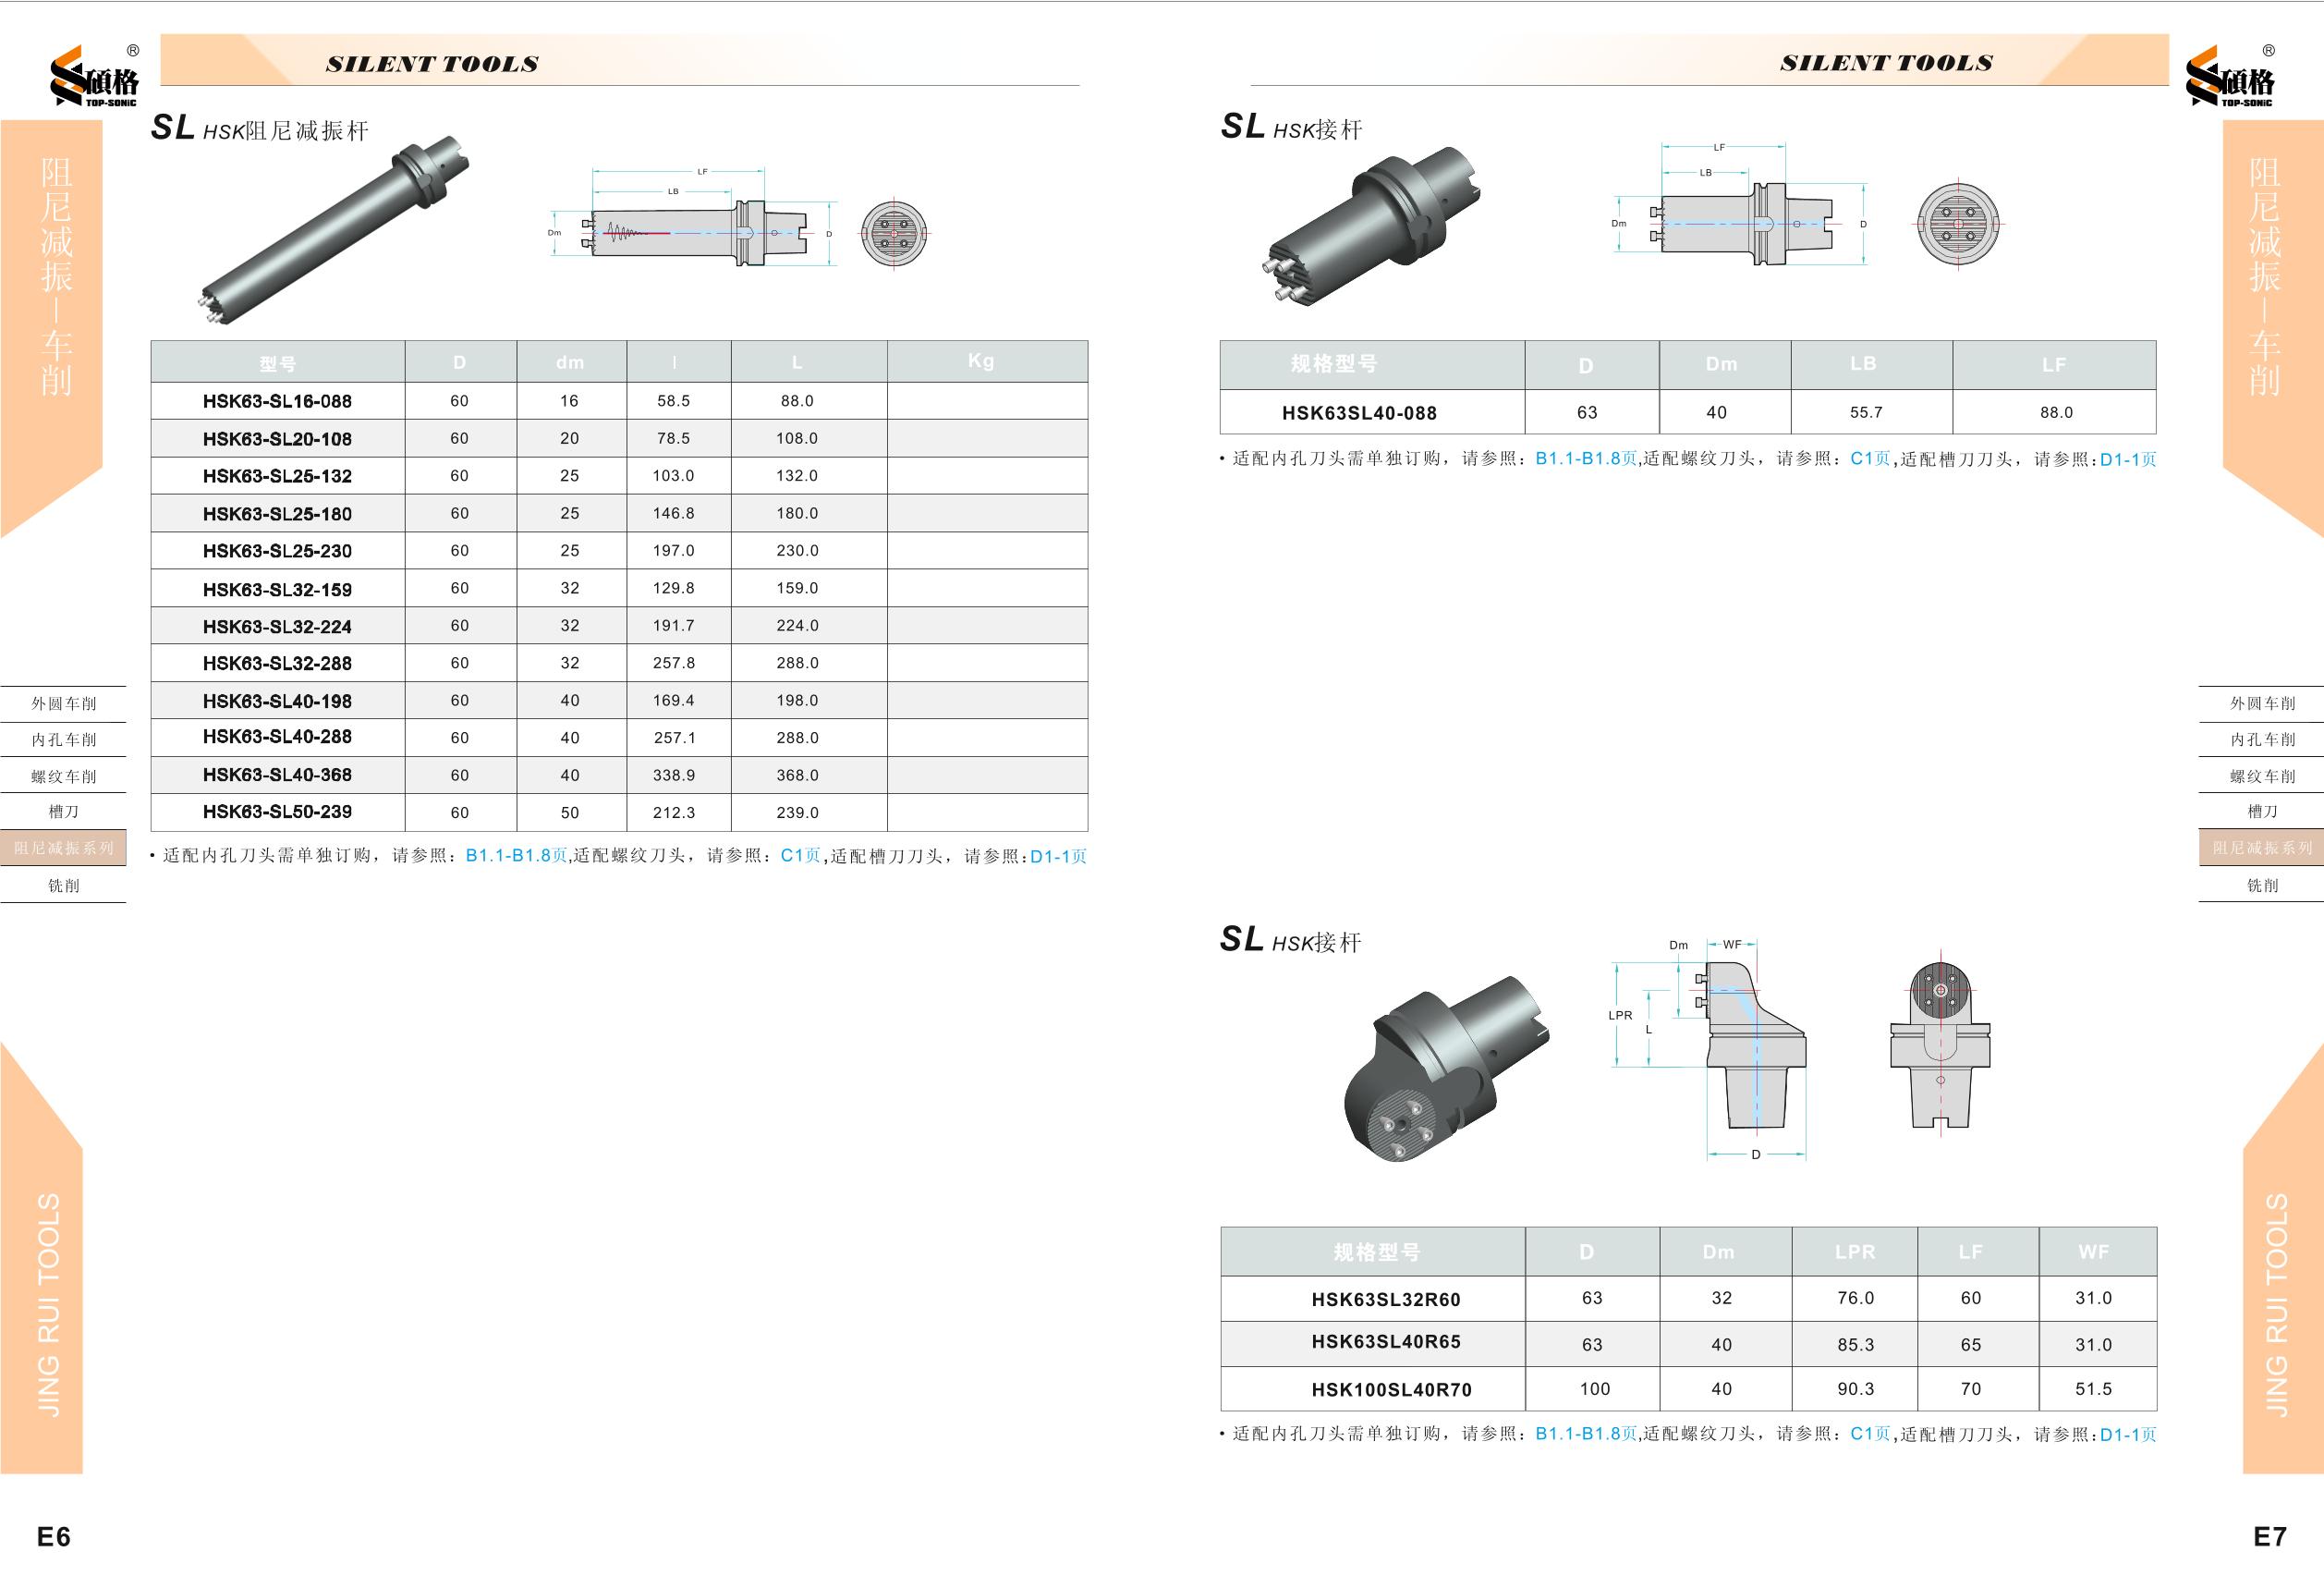 碩格
®
TOP-SONIC
SILENT TOOLS
阻尼减振—车削
SL HSK阻尼减振杆
LF
LB
Dm
D
型号 D dm l L Kg
HSK63-SL16-088 60 16 58.5 88.0
HSK63-SL20-108 60 20 78.5 108.0
HSK63-SL25-132 60 25 103.0 132.0
HSK63-SL25-180 60 25 146.8 180.0
HSK63-SL25-230 60 25 197.0 230.0
HSK63-SL32-159 60 32 129.8 159.0
HSK63-SL32-224 60 32 191.7 224.0
HSK63-SL32-288 60 32 257.8 288.0
HSK63-SL40-198 60 40 169.4 198.0
HSK63-SL40-288 60 40 257.1 288.0
HSK63-SL40-368 60 40 338.9 368.0
HSK63-SL50-239 60 50 212.3 239.0
• 适配内孔刀头需单独订购，请参照：B1.1-B1.8页,适配螺纹刀头，请参照：C1页,适配槽刀刀头，请参照:D1-1页
外圆车削
内孔车削
螺纹车削
槽刀
阻尼减振系列
铣削
JING RUI TOOLS
E6
SILENT TOOLS
碩格
®
TOP-SONIC
阻尼减振—车削
SL HSK接杆
LF
LB
Dm
D
规格型号 D Dm LB LF
HSK63SL40-088 63 40 55.7 88.0
• 适配内孔刀头需单独订购，请参照：B1.1-B1.8页,适配螺纹刀头，请参照：C1页,适配槽刀刀头，请参照:D1-1页
外圆车削
内孔车削
螺纹车削
槽刀
阻尼减振系列
铣削
SL HSK接杆
Dm WF
LPR
L
D
规格型号 D Dm LPR LF WF
HSK63SL32R60 63 32 76.0 60 31.0
HSK63SL40R65 63 40 85.3 65 31.0
HSK100SL40R70 100 40 90.3 70 51.5
• 适配内孔刀头需单独订购，请参照：B1.1-B1.8页,适配螺纹刀头，请参照：C1页,适配槽刀刀头，请参照:D1-1页
JING RUI TOOLS
E7